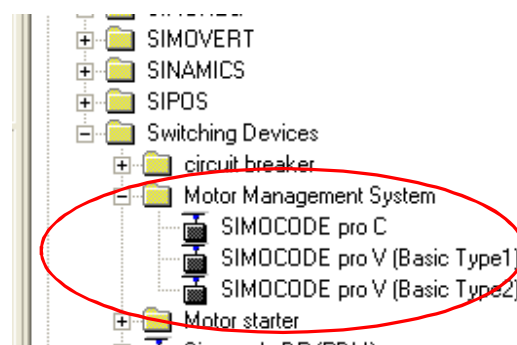 SIMOVERT
SINAMICS
SIPOS
Switching Devices
circuit breaker
Motor Management System
SIMOCODE pro C
SIMOCODE pro V (Basic Type1)
SIMOCODE pro V (Basic Type2)
Motor starter